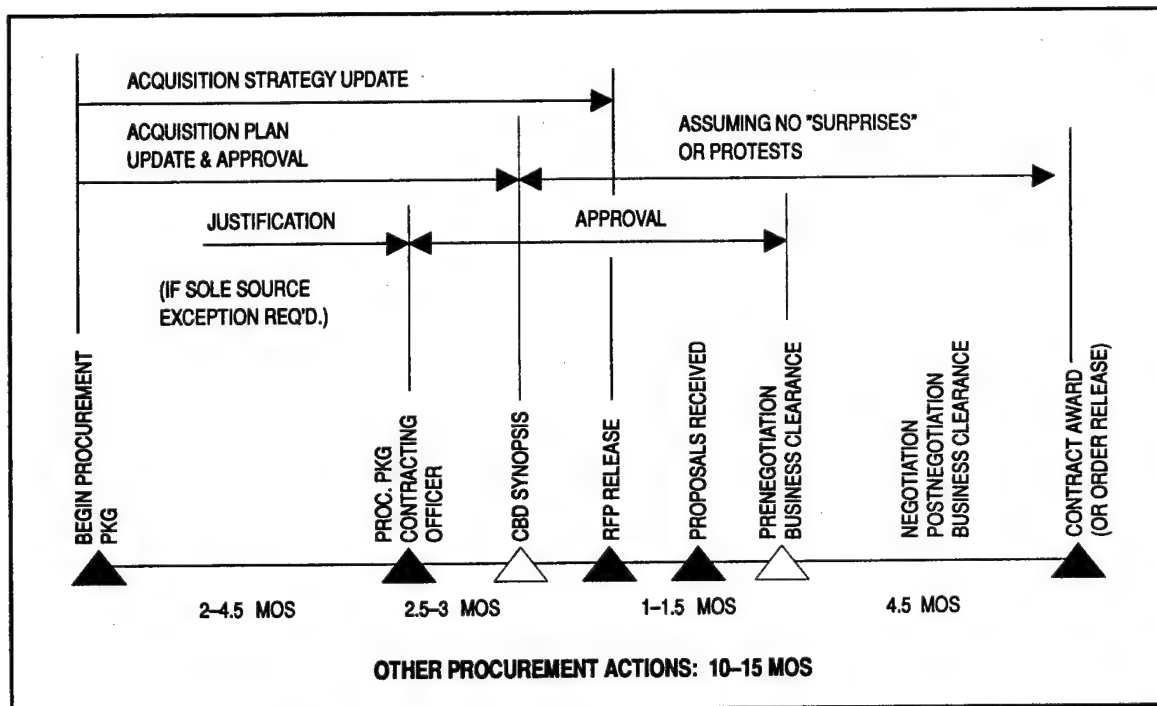 ACQUISITION STRATEGY UPDATE
ACQUISITION PLAN
UPDATE & APPROVAL
ASSUMING NO "SURPRISES"
OR PROTESTS
JUSTIFICATION
APPROVAL
(IF SOLE SOURCE
EXCEPTION REQ'D.)
BEGIN PROCUREMENT
PKG
PROC. PKG
CONTRACTING
OFFICER
CBD SYNOPSIS
RFP RELEASE
PROPOSALS RECEIVED
PRENEGOTIATION
BUSINESS CLEARANCE
NEGOTIATION
POSTNEGOTIATION
BUSINESS CLEARANCE
CONTRACT AWARD
(OR ORDER RELEASE)
2–4.5 MOS
2.5–3 MOS
1–1.5 MOS
4.5 MOS
OTHER PROCUREMENT ACTIONS: 10–15 MOS